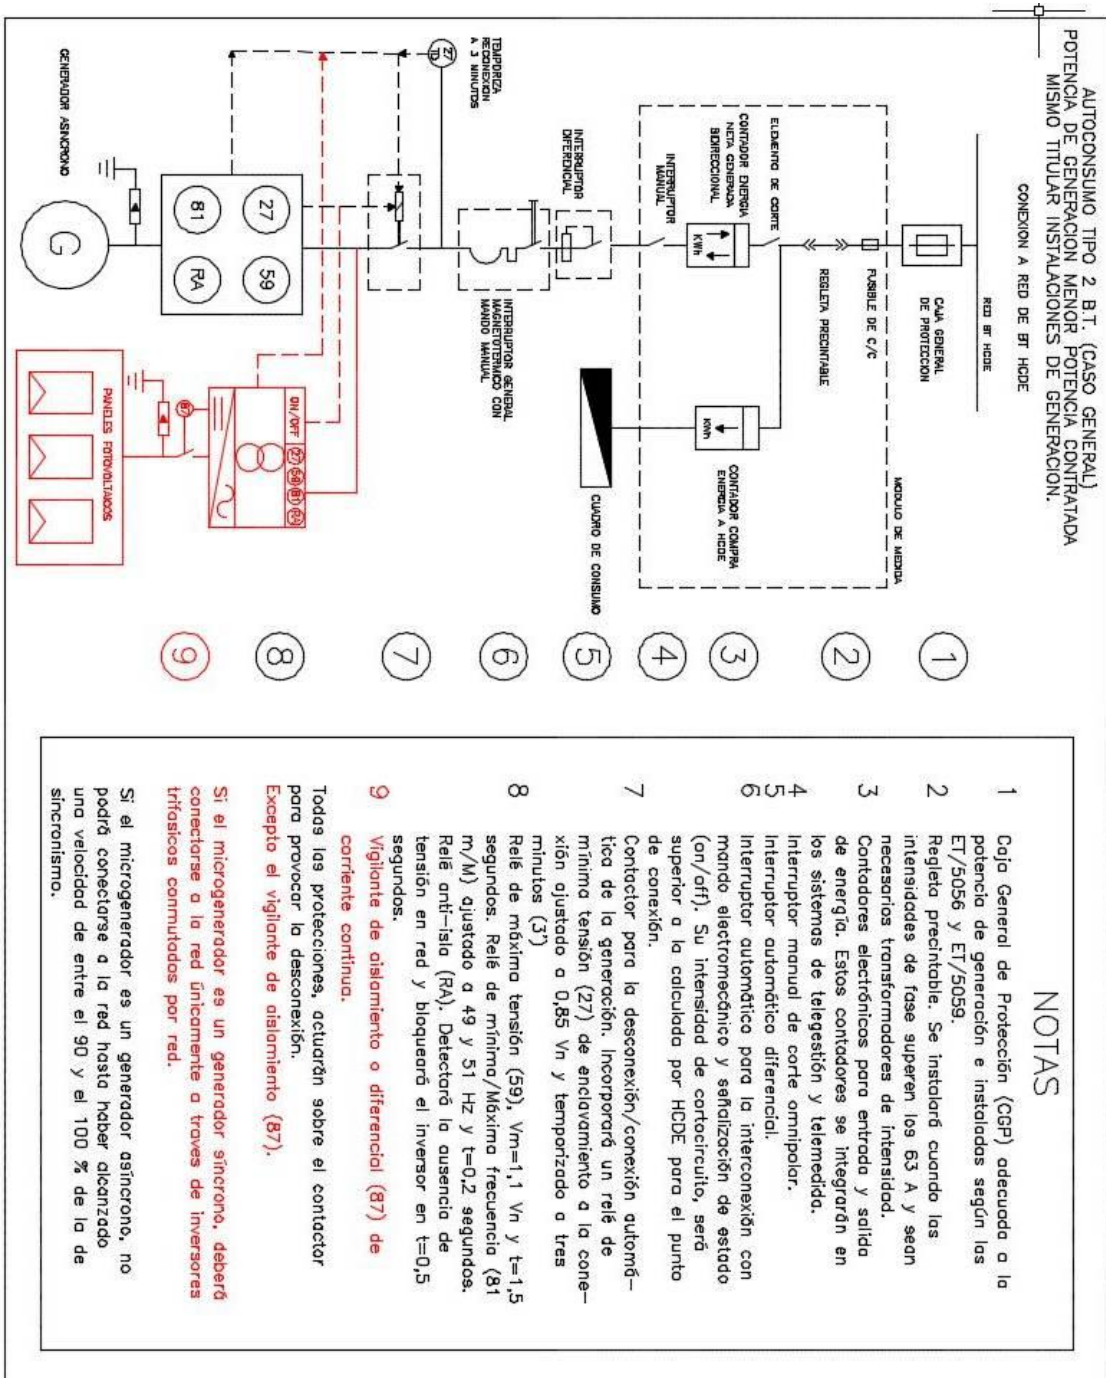 AUTOCONSUMO TIPO 2 B.T. (CASO GENERAL)
POTENCIA DE GENERACION MENOR POTENCIA CONTRATADA
MISMO TITULAR INSTALACIONES DE GENERACION.
CONEXION A RED DE BT HCDE
RED BT HCDE
CAJA GENERAL
DE PROTECCION
FUSIBLE DE C/C
REGLETA PRECINTABLE
MODULO DE MEDIDA
ELEMENTO DE CORTE
CONTADOR ENERGIA
NETA GENERADA
BIDIRECCIONAL
KWh
KWh
CONTADOR COMPRA
ENERGIA A HCDE
INTERRUPTOR
MANUAL
CUADRO DE CONSUMO
INTERRUPTOR
DIFERENCIAL
INTERRUPTOR GENERAL
MAGNETOTERMICO CON
MANDO MANUAL
TEMPORIZA
RECONEXION
A 3 MINUTOS
27
TD
27
59
81
RA
ON/OFF
27 59 81 RA
87
GENERADOR ASINCRONO
G
PANELES FOTOVOLTAICOS
1
2
3
4
5
6
7
8
9
NOTAS
1 Caja General de Protección (CGP) adecuada a la
potencia de generación e instaladas según las
ET/5056 y ET/5059.
2 Regleta precintable. Se instalará cuando las
intensidades de fase superen los 63 A y sean
necesarios transformadores de intensidad.
3 Contadores electrónicos para entrada y salida
de energía. Estos contadores se integrarán en
los sistemas de telegestión y telemedida.
4 Interruptor manual de corte omnipolar.
5 Interruptor automático diferencial.
6 Interruptor automático para la interconexión con
mando electromecánico y señalización de estado
(on/off). Su intensidad de cortocircuito, será
superior a la calculada por HCDE para el punto
de conexión.
7 Contactor para la desconexión/conexión automá-
tica de la generación. Incorporará un relé de
mínima tensión (27) de enclavamiento a la cone-
xión ajustado a 0,85 Vn y temporizado a tres
minutos (3')
8 Relé de máxima tensión (59), Vm=1,1 Vn y t=1,5
segundos. Relé de mínima/Máxima frecuencia (81
m/M) ajustado a 49 y 51 Hz y t=0,2 segundos.
Relé anti-isla (RA). Detectará la ausencia de
tensión en red y bloqueará el inversor en t=0,5
segundos.
9 Vigilante de aislamiento o diferencial (87) de
corriente continua.
Todas las protecciones, actuarán sobre el contactor
para provocar la desconexión.
Excepto el vigilante de aislamiento (87).
Si el microgenerador es un generador síncrono, deberá
conectarse a la red únicamente a traves de inversores
trifasicos conmutados por red.
Si el microgenerador es un generador asíncrono, no
podrá conectarse a la red hasta haber alcanzado
una velocidad de entre el 90 y el 100 % de la de
sincronismo.